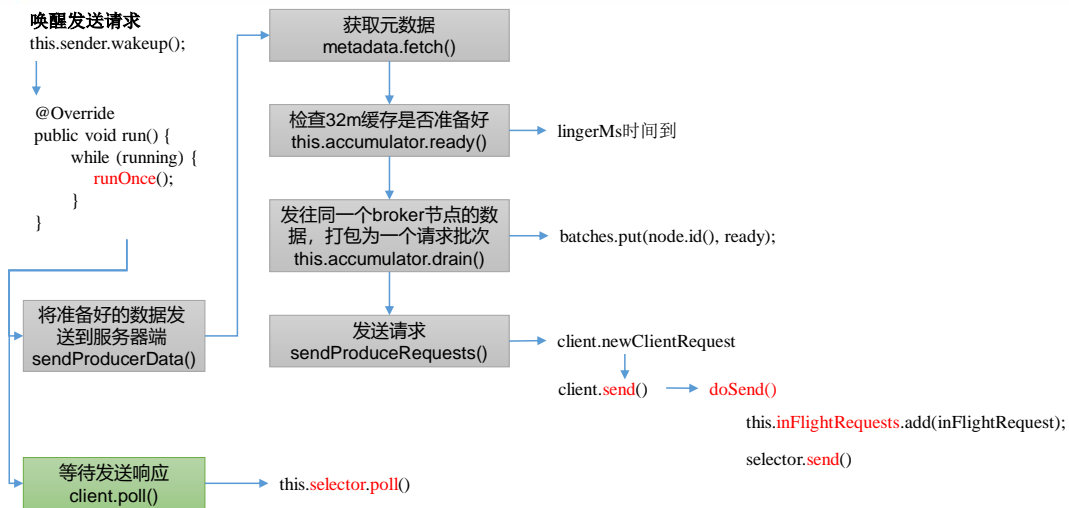 唤醒发送请求
this.sender.wakeup();
@Override
public void run() {
while (running) {
runOnce();
}
}
将准备好的数据发
送到服务器端
sendProducerData()
等待发送响应
client.poll()
this.selector.poll()
获取元数据
metadata.fetch()
检查32m缓存是否准备好
this.accumulator.ready()
lingerMs时间到
发往同一个broker节点的数
据，打包为一个请求批次
this.accumulator.drain()
batches.put(node.id(), ready);
发送请求
sendProduceRequests()
client.newClientRequest
client.send()
doSend()
this.inFlightRequests.add(inFlightRequest);
selector.send()